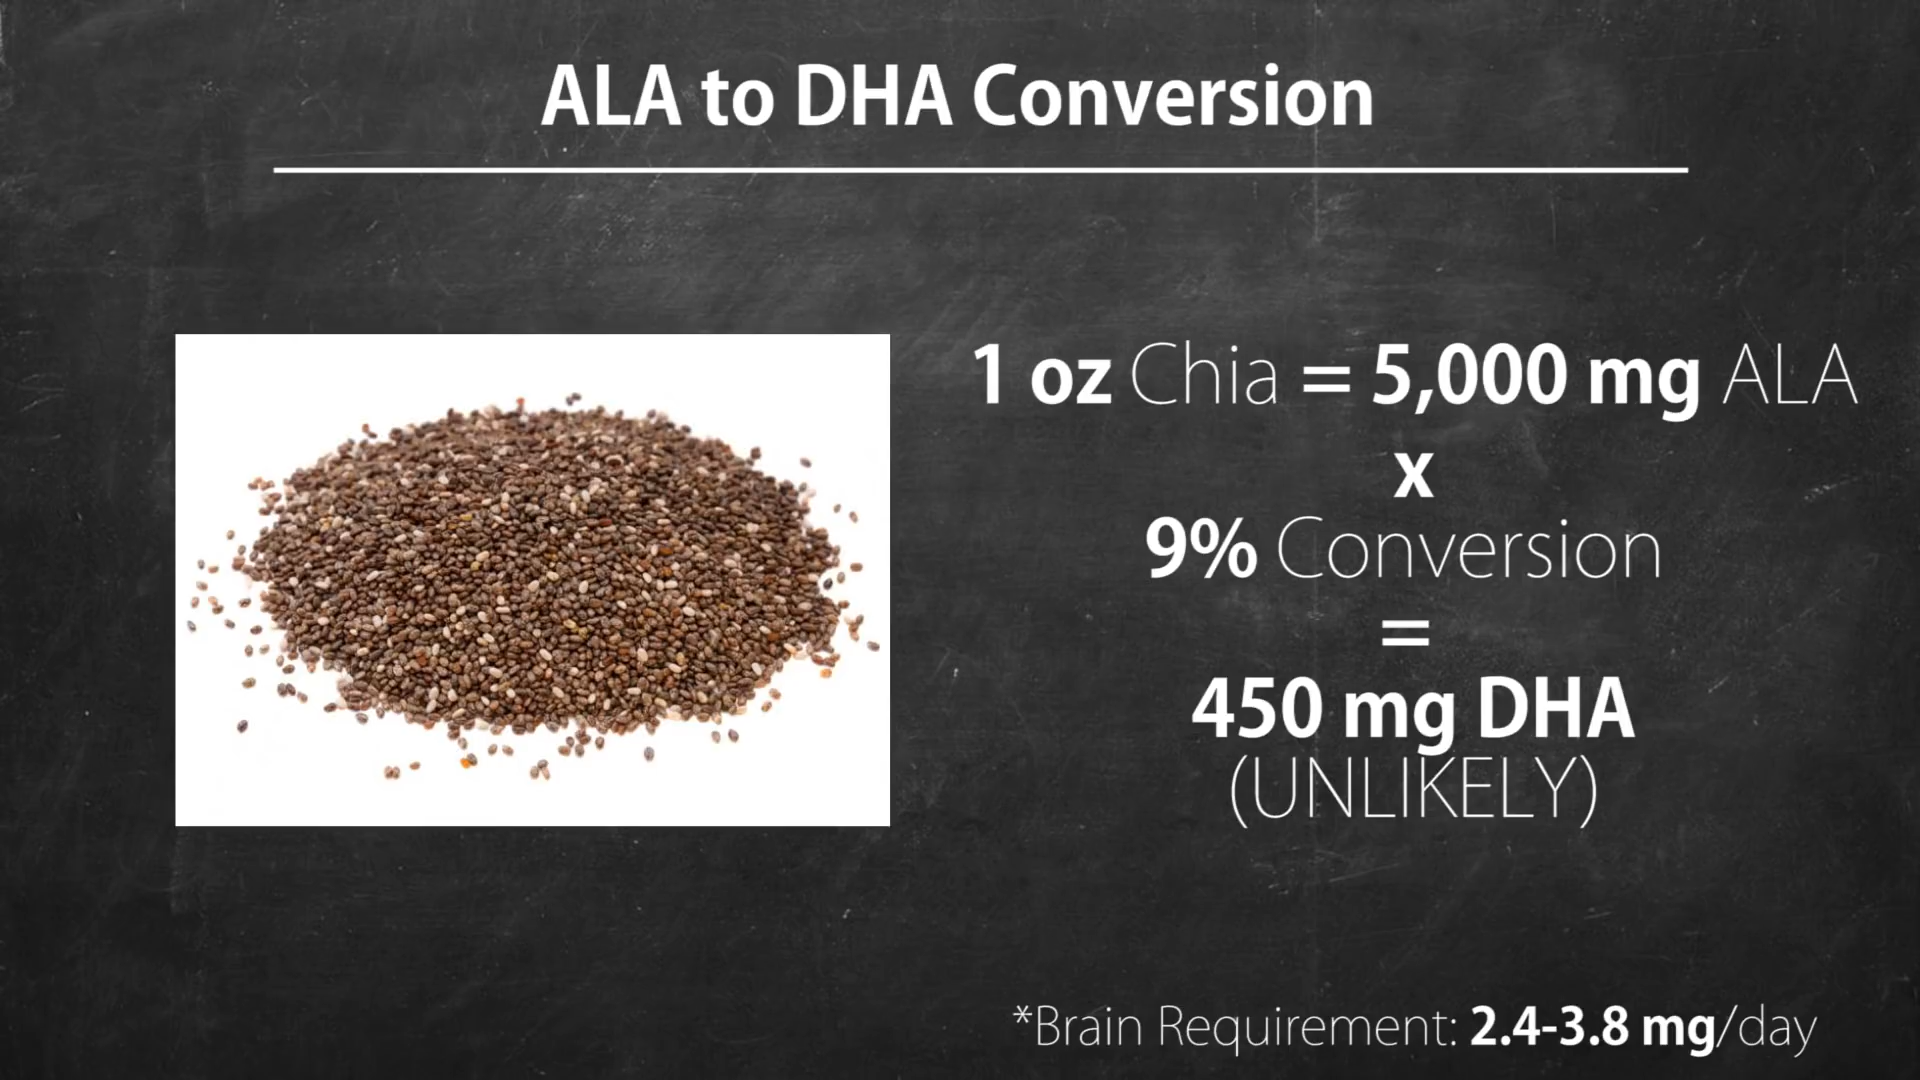 ALA to DHA Conversion
1 oz Chia = 5,000 mg ALA
x
9% Conversion
=
450 mg DHA
(UNLIKELY)
*Brain Requirement: 2.4-3.8 mg/day